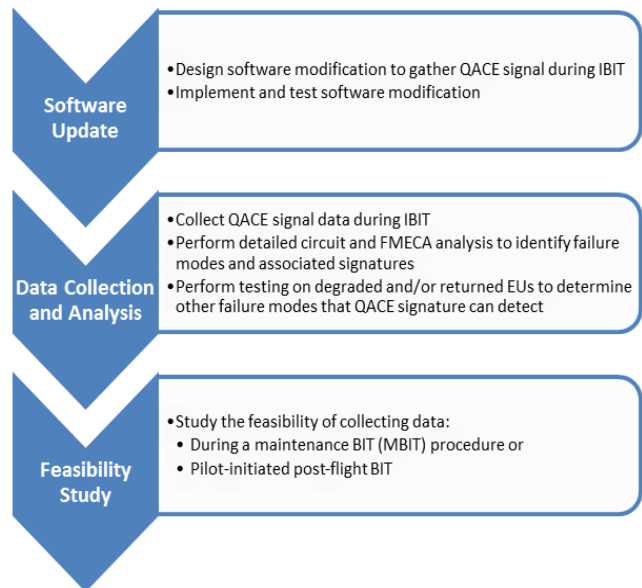 Software
Update
•Design software modification to gather QACE signal during IBIT
•Implement and test software modification
Data Collection
and Analysis
•Collect QACE signal data during IBIT
•Perform detailed circuit and FMECA analysis to identify failure
modes and associated signatures
•Perform testing on degraded and/or returned EUs to determine
other failure modes that QACE signature can detect
Feasibility
Study
•Study the feasibility of collecting data:
•During a maintenance BIT (MBIT) procedure or
•Pilot-initiated post-flight BIT